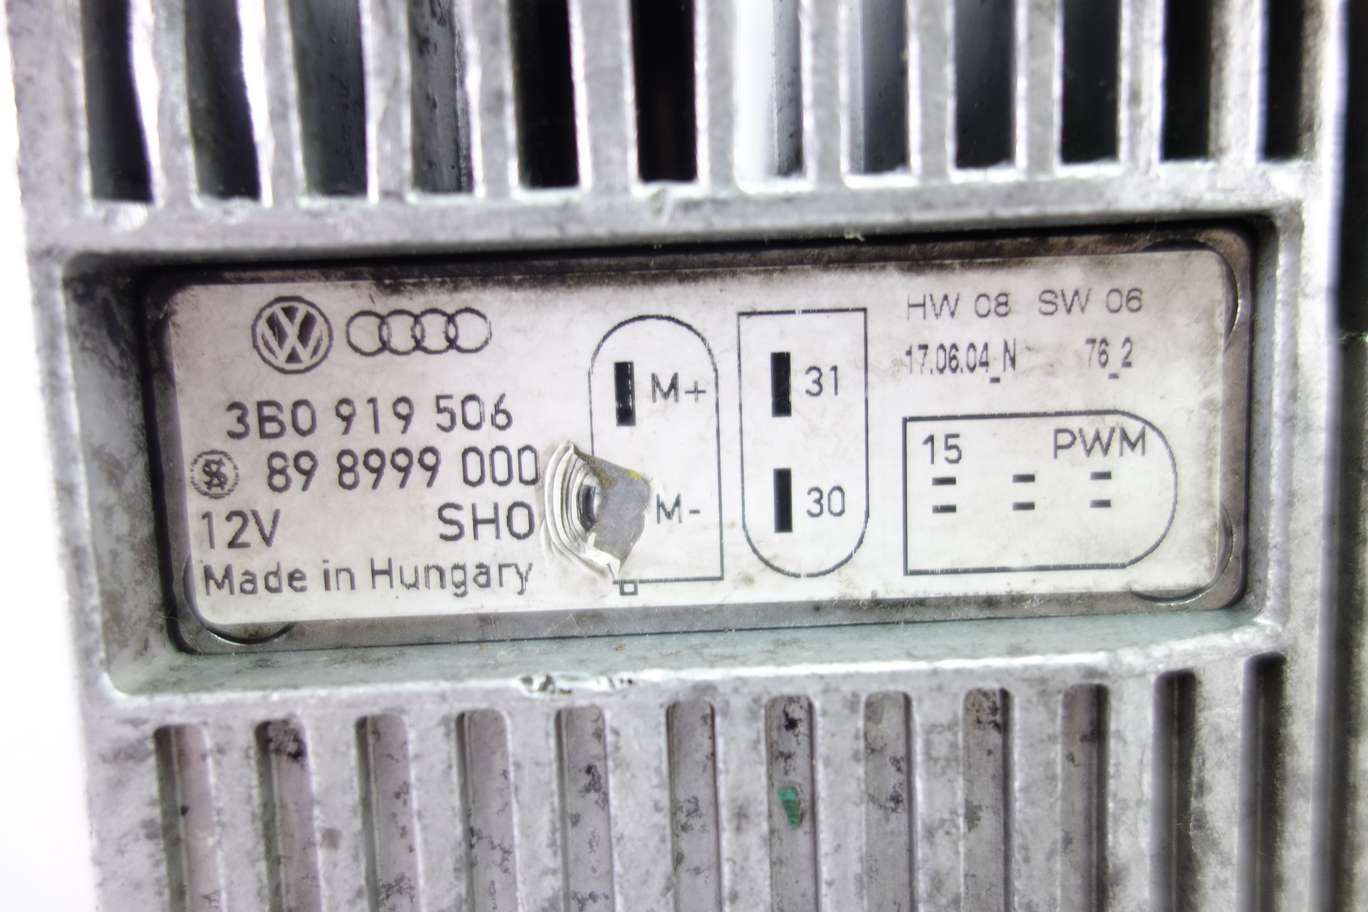 3B0 919 506
89 8999 000
12V SHO
Made in Hungary
M+
M-
31
30
HW 08 SW 06
17.06.04_N 76_2
15 PWM